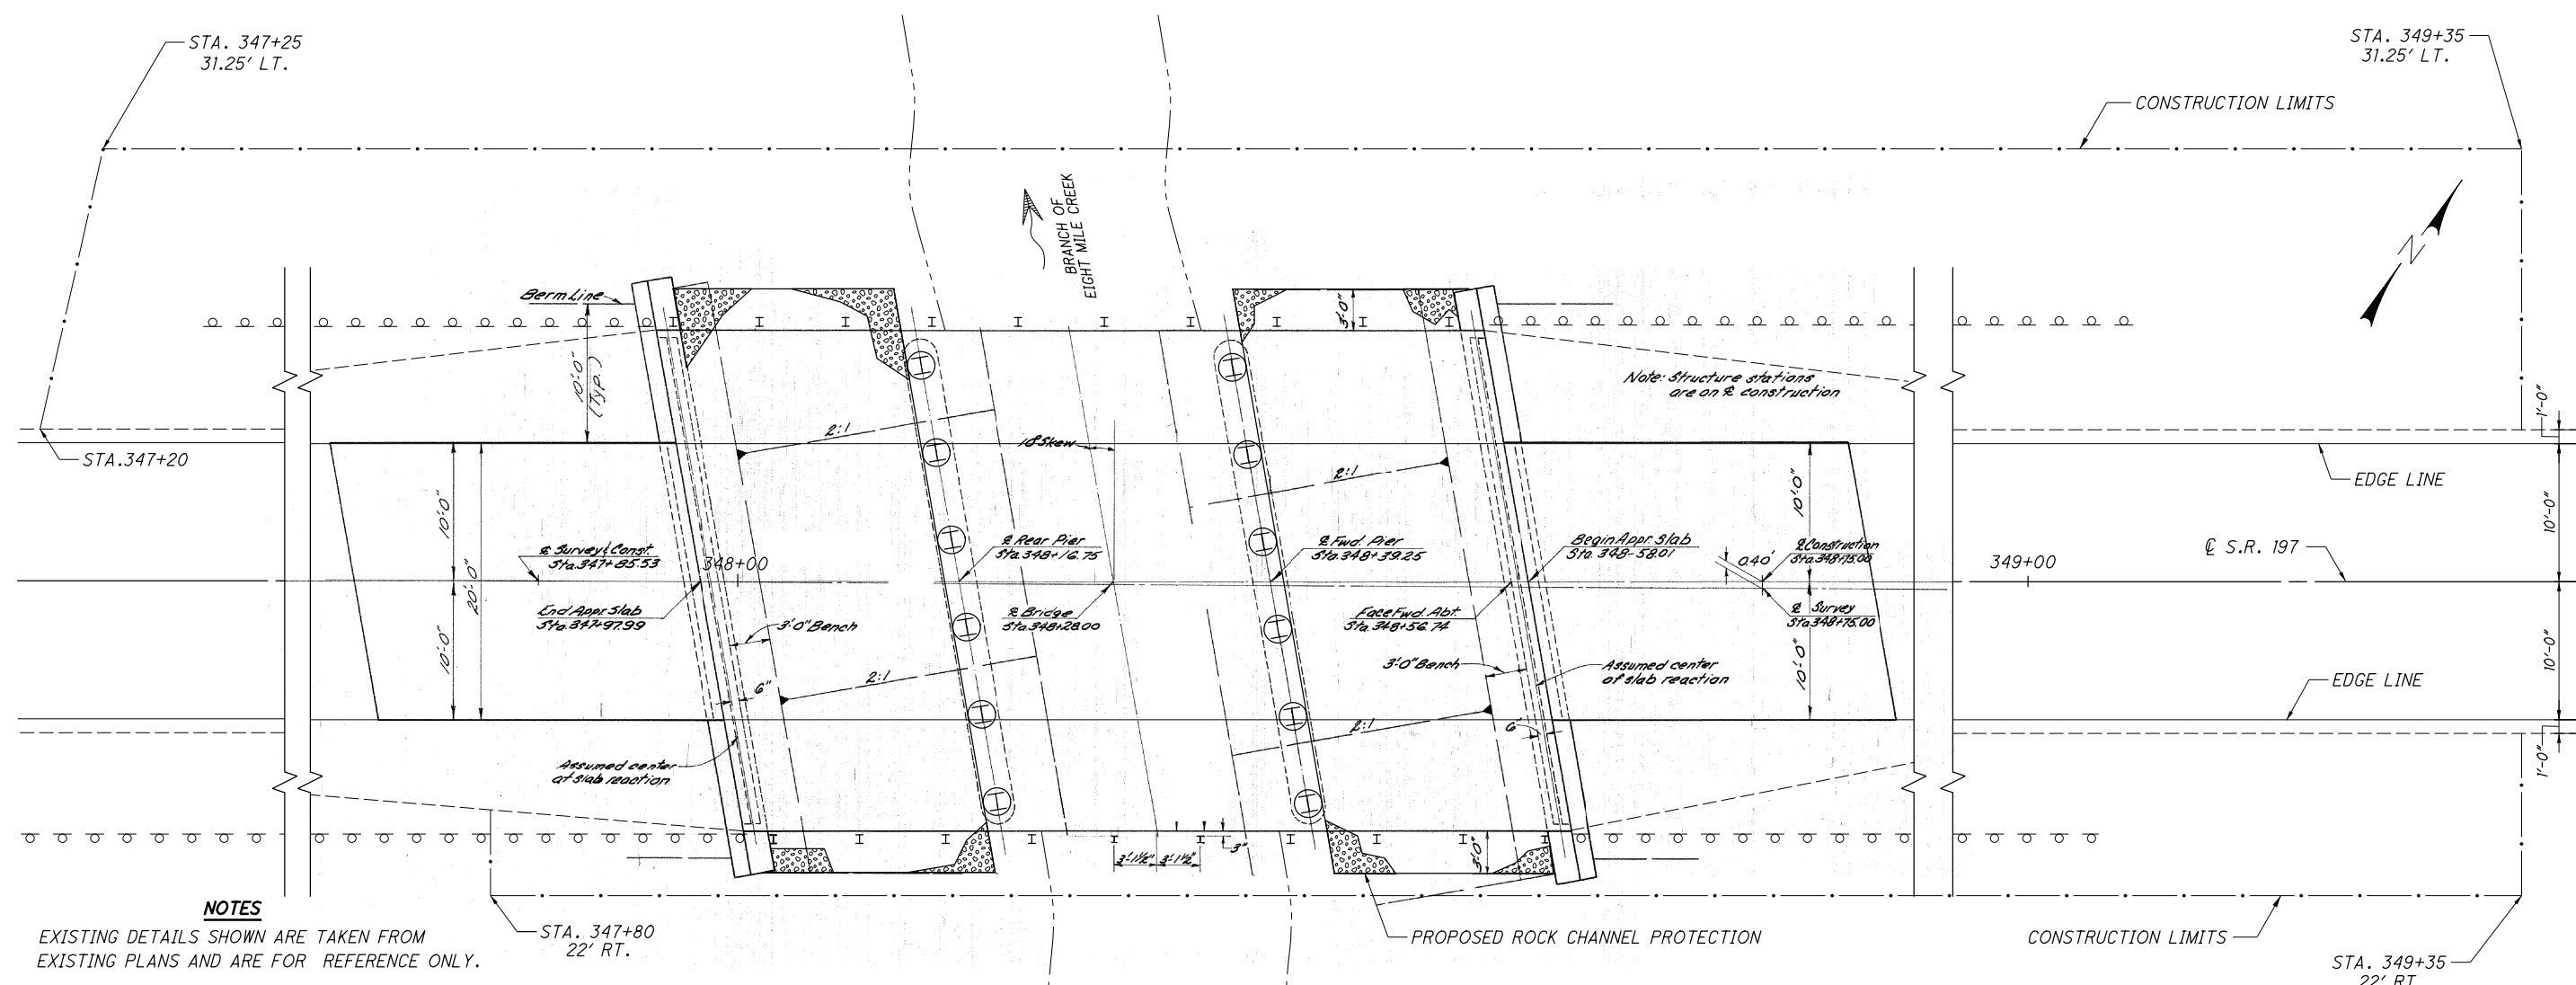 STA. 347+25
31.25' LT.
STA. 349+35
31.25' LT.
CONSTRUCTION LIMITS
BRANCH OF
EIGHT MILE CREEK
N
Berm Line
10'-0"
(Typ.)
3'-0"
Note: Structure stations
are on ℄ construction
1'-0"
STA.347+20
2:1
18° Skew
2:1
EDGE LINE
10'-0"
20'-0"
10'-0"
10'-0"
℄ Survey & Const.
Sta.347+85.53
348+00
℄ Rear Pier
Sta.348+16.75
℄ Fwd. Pier
Sta.348+39.25
Begin Appr. Slab
Sta. 348+58.01
0.40'
℄ Construction
Sta.348+75.00
349+00
℄ S.R. 197
End Appr. Slab
Sta.347+97.99
3'-0" Bench
℄ Bridge
Sta.348+28.00
Face Fwd. Abt.
Sta.348+56.74
℄ Survey
Sta.348+75.00
10'-0"
3'-0" Bench
Assumed center
of slab reaction
10'-0"
10'-0"
6"
2:1
EDGE LINE
2:1
6"
Assumed center
of slab reaction
1'-0"
3'-1½"
3'-1½"
3"
3'-0"
NOTES
EXISTING DETAILS SHOWN ARE TAKEN FROM
EXISTING PLANS AND ARE FOR REFERENCE ONLY.
STA. 347+80
22' RT.
PROPOSED ROCK CHANNEL PROTECTION
CONSTRUCTION LIMITS
STA. 349+35
22' RT.